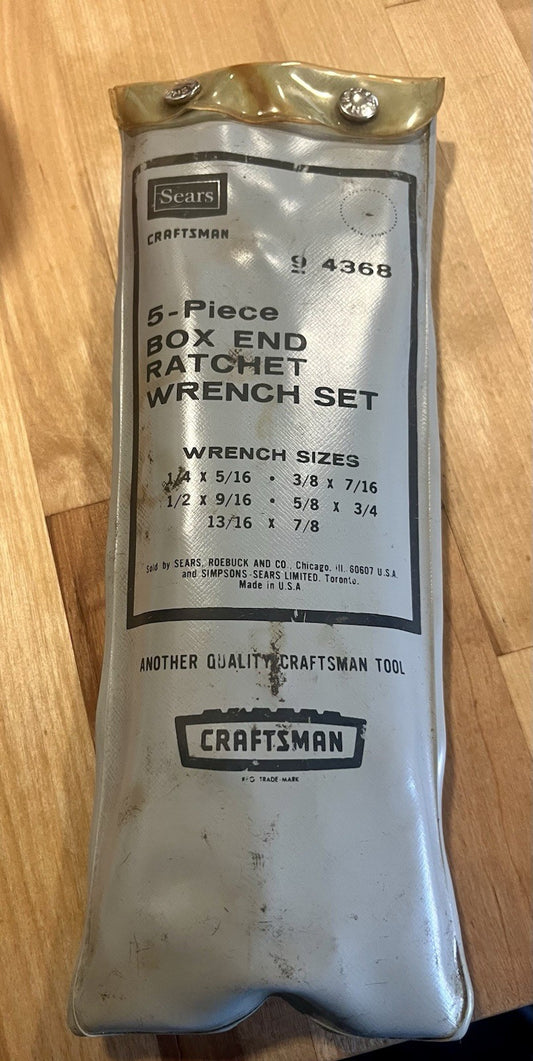 Sears
CRAFTSMAN
9 4368
5-Piece
BOX END
RATCHET
WRENCH SET
WRENCH SIZES
1/4 x 5/16 • 3/8 x 7/16
1/2 x 9/16 • 5/8 x 3/4
13/16 x 7/8
Sold by SEARS, ROEBUCK AND CO., Chicago, Ill. 60607 U.S.A.
and SIMPSONS-SEARS LIMITED, Toronto.
Made in U.S.A
ANOTHER QUALITY CRAFTSMAN TOOL
CRAFTSMAN
REG TRADE-MARK